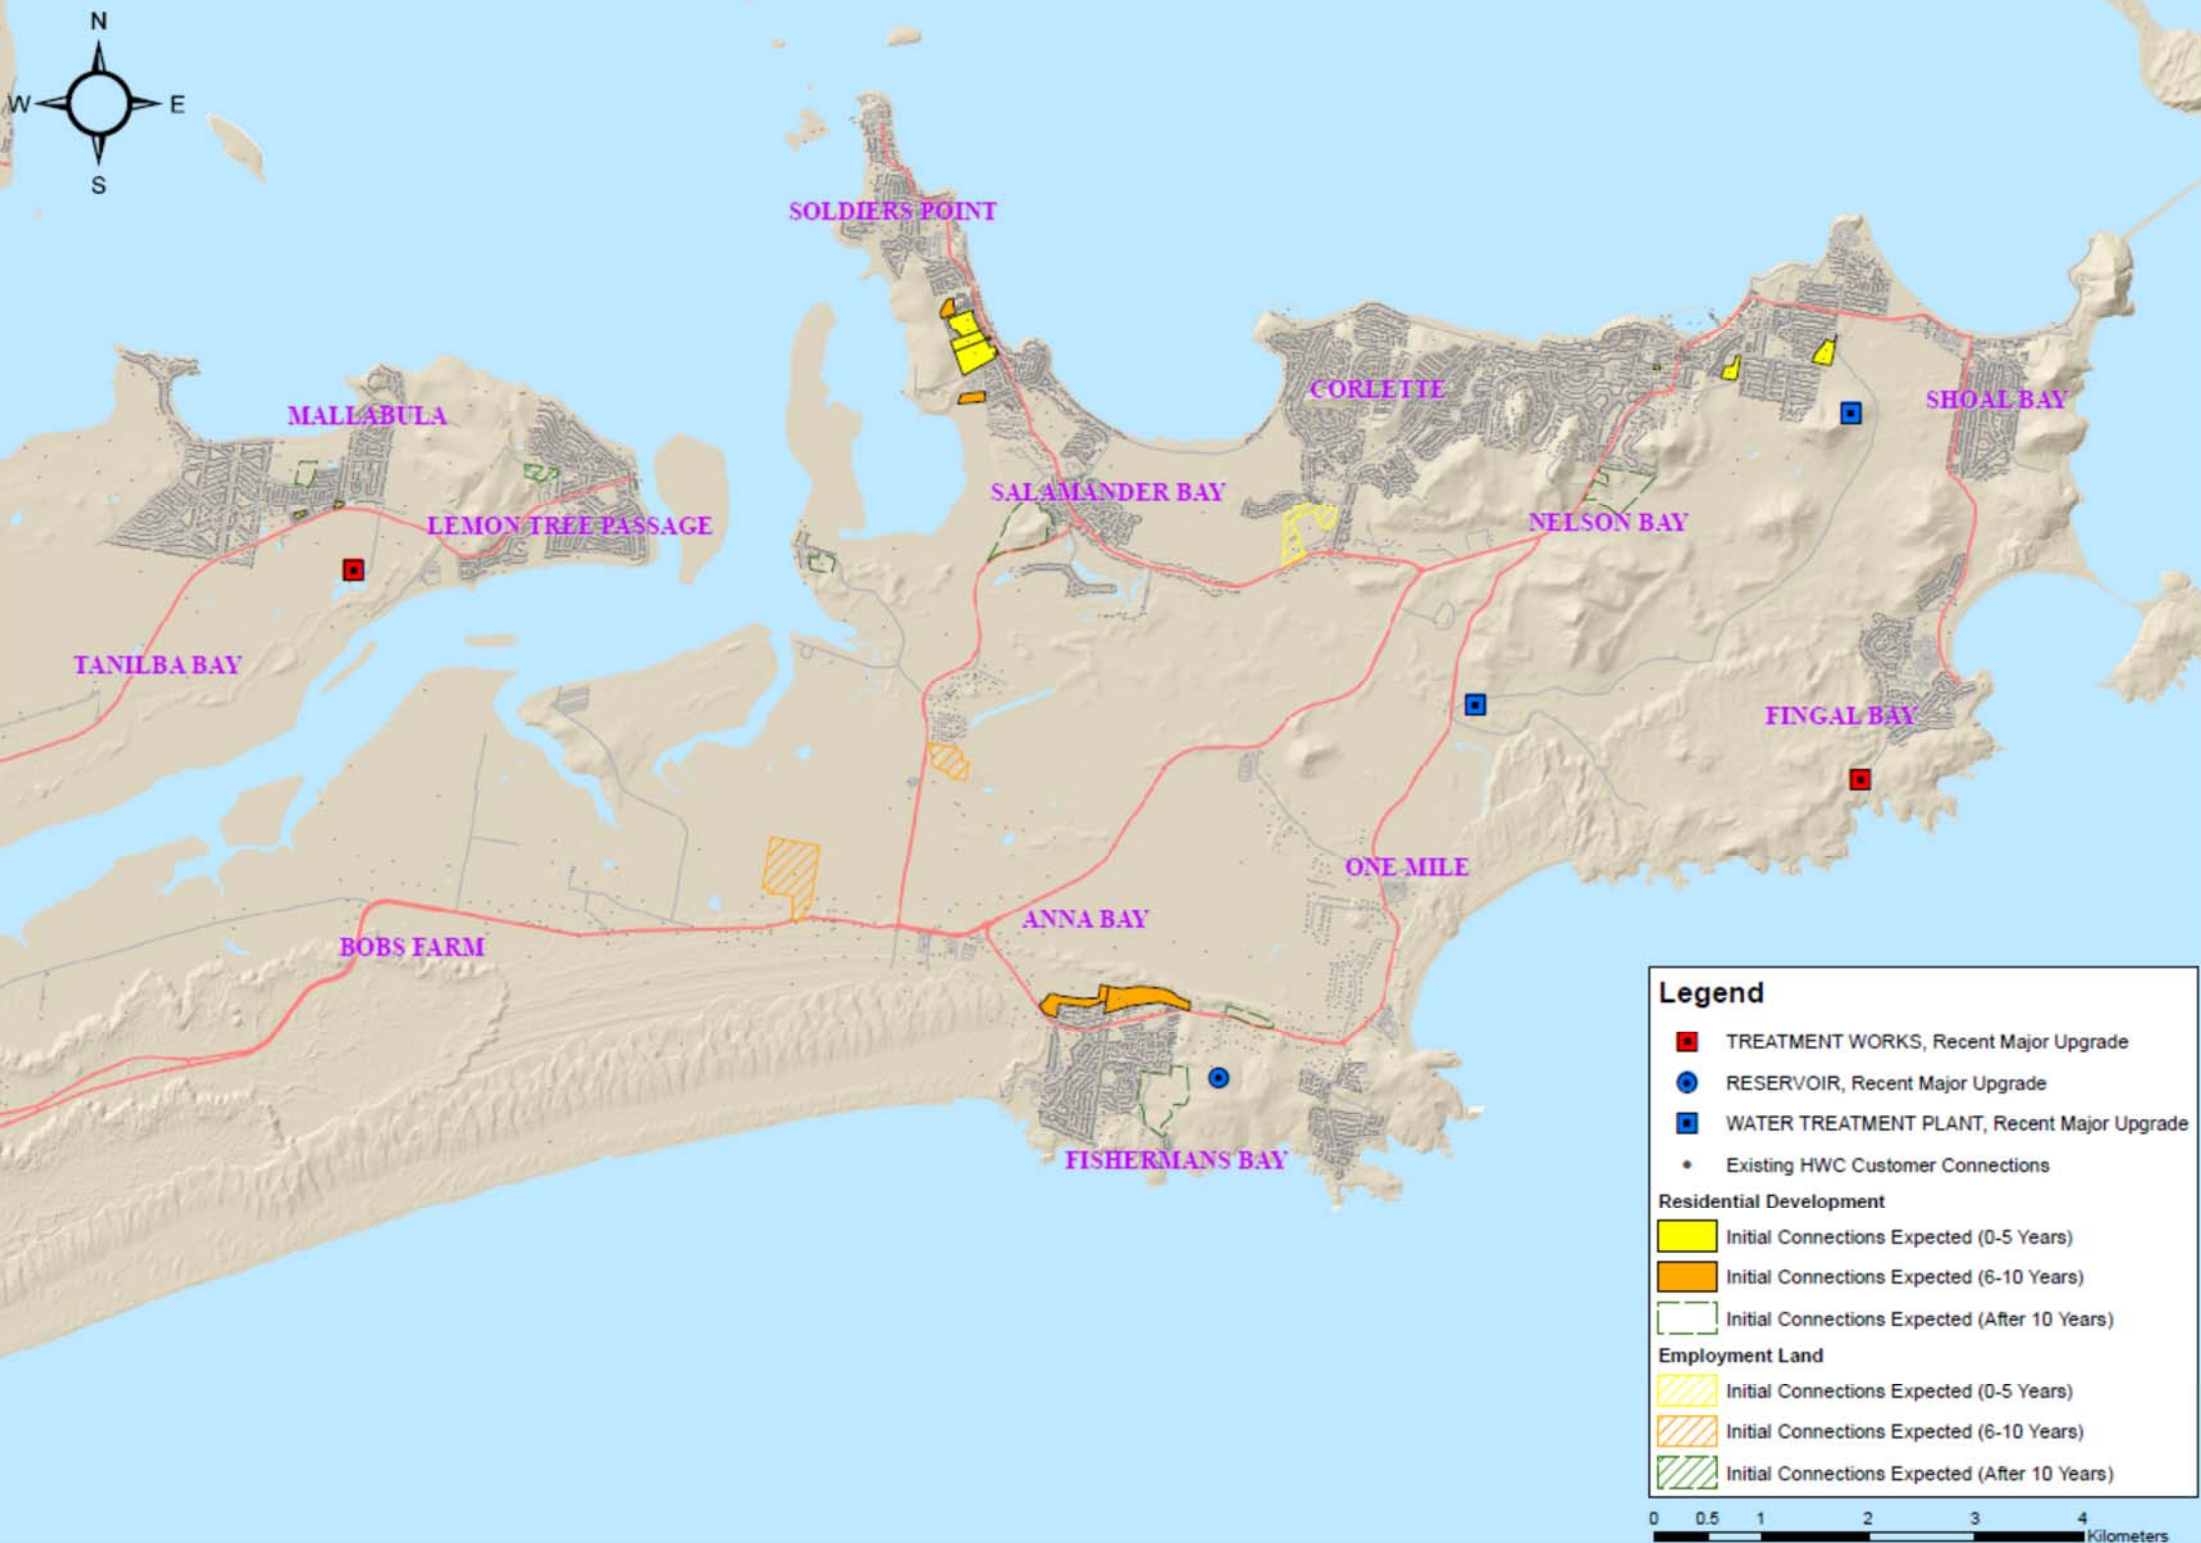 N
W
E
S
SOLDIERS POINT
CORLETTE
SHOAL BAY
MALLABULA
SALAMANDER BAY
NELSON BAY
LEMON TREE PASSAGE
TANILBA BAY
FINGAL BAY
ONE MILE
ANNA BAY
BOBS FARM
FISHERMANS BAY
Legend
TREATMENT WORKS, Recent Major Upgrade
RESERVOIR, Recent Major Upgrade
WATER TREATMENT PLANT, Recent Major Upgrade
Existing HWC Customer Connections
Residential Development
Initial Connections Expected (0-5 Years)
Initial Connections Expected (6-10 Years)
Initial Connections Expected (After 10 Years)
Employment Land
Initial Connections Expected (0-5 Years)
Initial Connections Expected (6-10 Years)
Initial Connections Expected (After 10 Years)
0 0.5 1 2 3 4
Kilometers